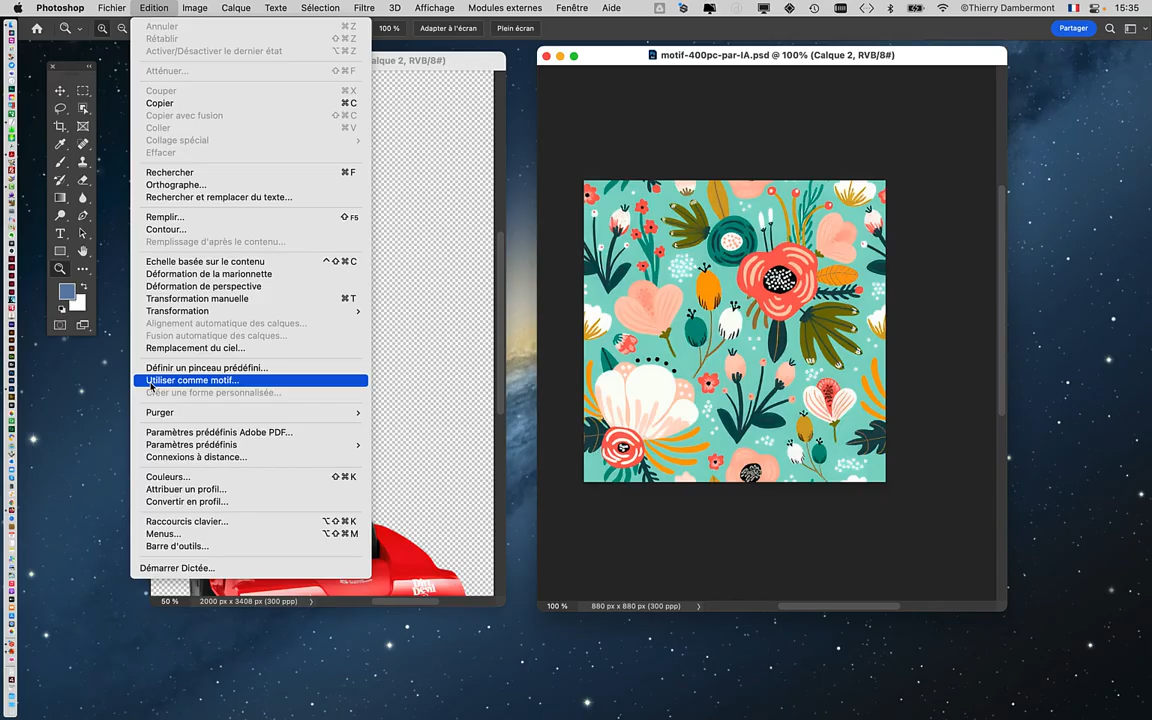 Photoshop Fichier Edition Image Calque Texte Sélection Filtre 3D Affichage Modules externes Fenêtre Aide ©Thierry Dambermont 15:35
100 % Adapter à l'écran Plein écran Partager
Annuler ⌘Z
Rétablir ⇧⌘Z
Activer/Désactiver le dernier état ⌥⌘Z
Atténuer... ⇧⌘F
Couper ⌘X
Copier ⌘C
Copier avec fusion ⇧⌘C
Coller ⌘V
Collage spécial
Effacer
Rechercher ⌘F
Orthographe...
Rechercher et remplacer du texte...
Remplir... ⇧F5
Contour...
Remplissage d'après le contenu...
Echelle basée sur le contenu ⌃⇧⌘C
Déformation de la marionnette
Déformation de perspective
Transformation manuelle ⌘T
Transformation
Alignement automatique des calques...
Fusion automatique des calques...
Remplacement du ciel...
Définir un pinceau prédéfini...
Utiliser comme motif...
Créer une forme personnalisée...
Purger
Paramètres prédéfinis Adobe PDF...
Paramètres prédéfinis
Connexions à distance...
Couleurs... ⇧⌘K
Attribuer un profil...
Convertir en profil...
Raccourcis clavier... ⌥⇧⌘K
Menus... ⌥⇧⌘M
Barre d'outils...
Démarrer Dictée...
alque 2, RVB/8#)
Dirt Devil
50 % 2000 px x 3408 px (300 ppp)
motif-400pc-par-IA.psd @ 100% (Calque 2, RVB/8#)
100 % 880 px x 880 px (300 ppp)